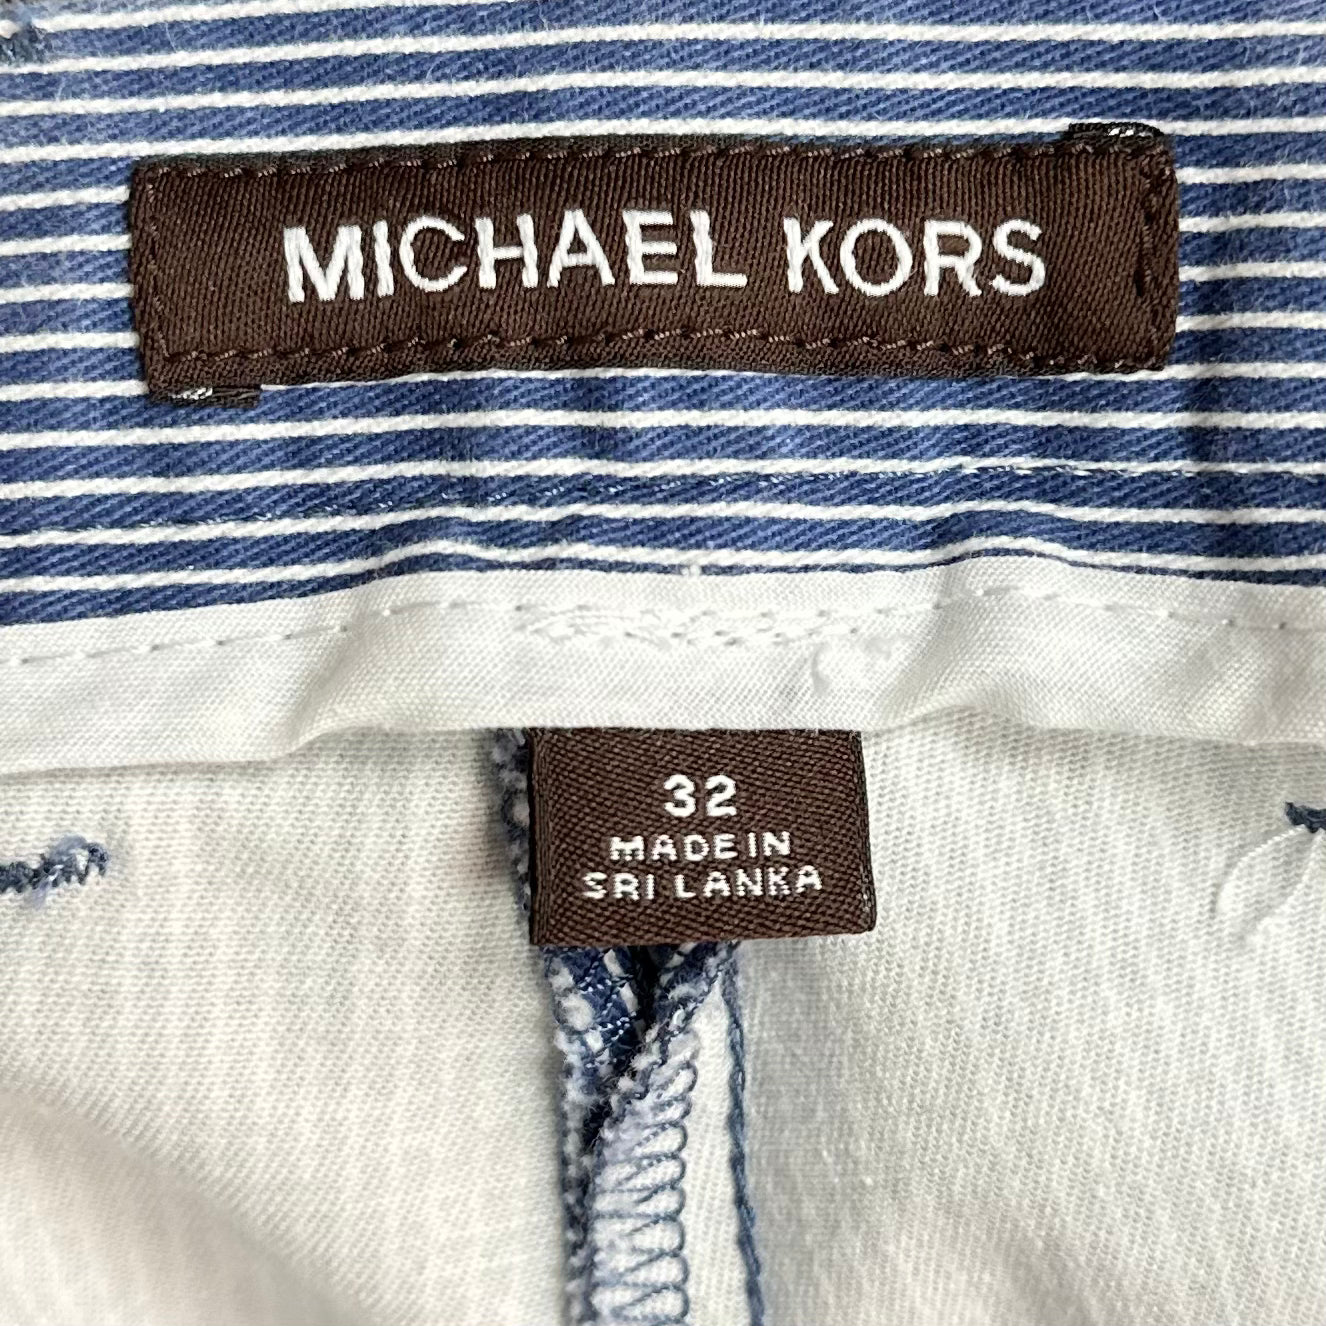 MICHAEL KORS
32
MADE IN
SRI LANKA